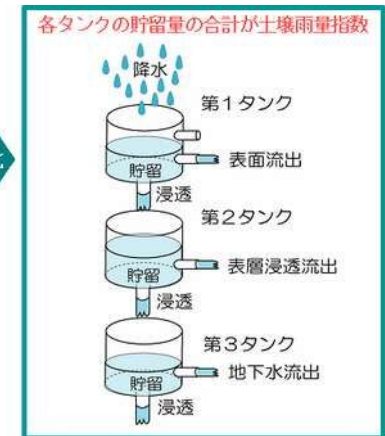 各タンクの貯留量の合計が土壌雨量指数
降水
第1タンク
表面流出
貯留
浸透
第2タンク
表層浸透流出
貯留
浸透
第3タンク
地下水流出
貯留
浸透